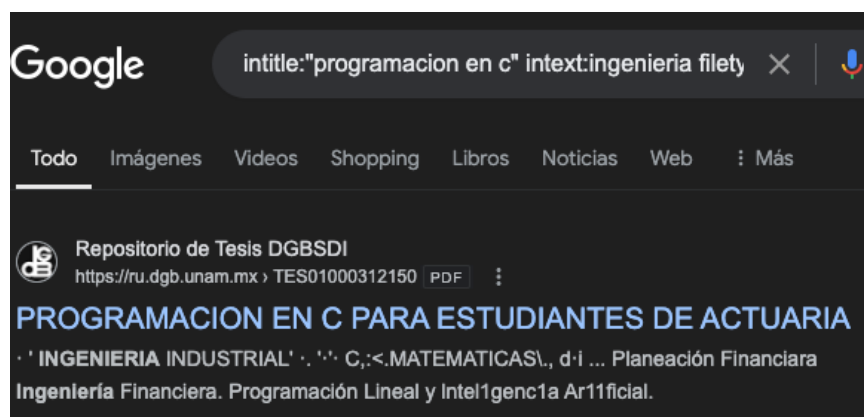 Google
intitle:"programacion en c" intext:ingenieria filety
Todo Imágenes Videos Shopping Libros Noticias Web Más
Repositorio de Tesis DGBSDI
https://ru.dgb.unam.mx › TES01000312150 PDF
PROGRAMACION EN C PARA ESTUDIANTES DE ACTUARIA
· ' INGENIERIA INDUSTRIAL' ·. '·'· C,:<.MATEMATICAS\., d·i ... Planeación Financiara
Ingeniería Financiera. Programación Lineal y Intel1genc1a Ar11ficial.